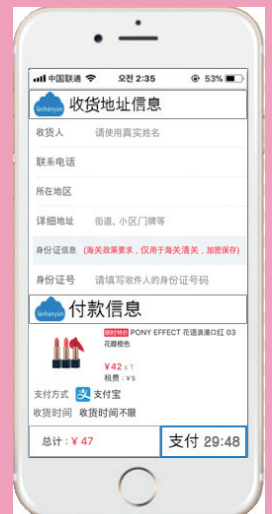 中国联通 오전 2:35 53%
lanhanyun 收货地址信息
收货人 请使用真实姓名
联系电话
所在地区
详细地址 街道、小区门牌等
身份证信息 (海关政策要求，仅用于海关清关，加密保存)
身份证号 请填写收件人的身份证号码
lanhanyun 付款信息
限时特价 PONY EFFECT 花语浪漫口红 03
花瓣橙色
¥42 x 1
税费：¥5
支付方式 支 支付宝
收货时间 收货时间不限
总计：¥ 47 支付 29:48